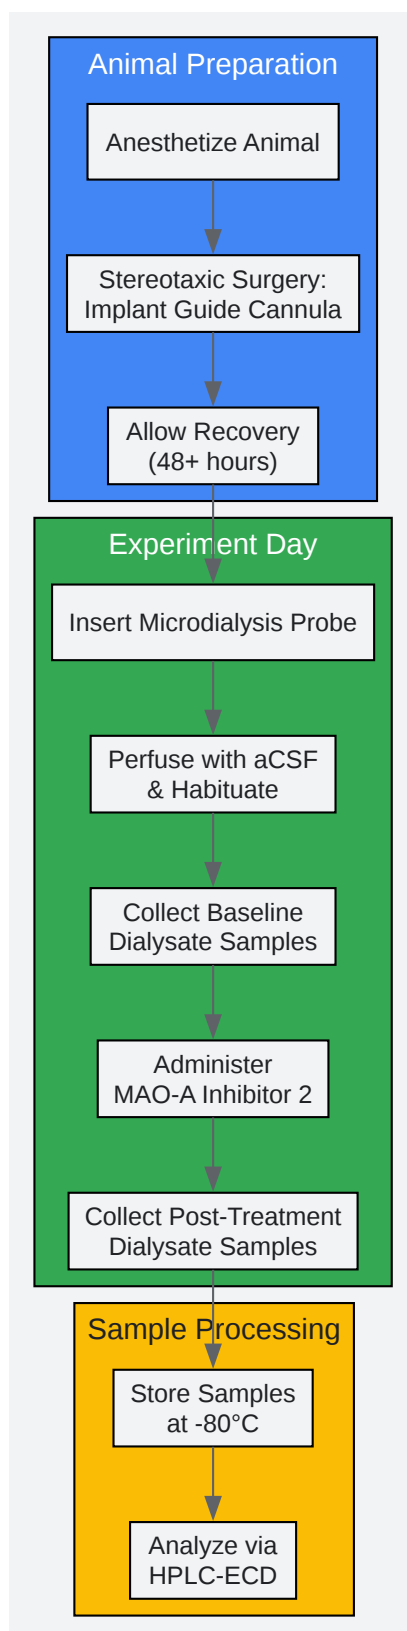 Animal Preparation
Anesthetize Animal
Stereotaxic Surgery:
Implant Guide Cannula
Allow Recovery
(48+ hours)
Experiment Day
Insert Microdialysis Probe
Perfuse with aCSF
& Habituate
Collect Baseline
Dialysate Samples
Administer
MAO-A Inhibitor 2
Collect Post-Treatment
Dialysate Samples
Sample Processing
Store Samples
at -80°C
Analyze via
HPLC-ECD